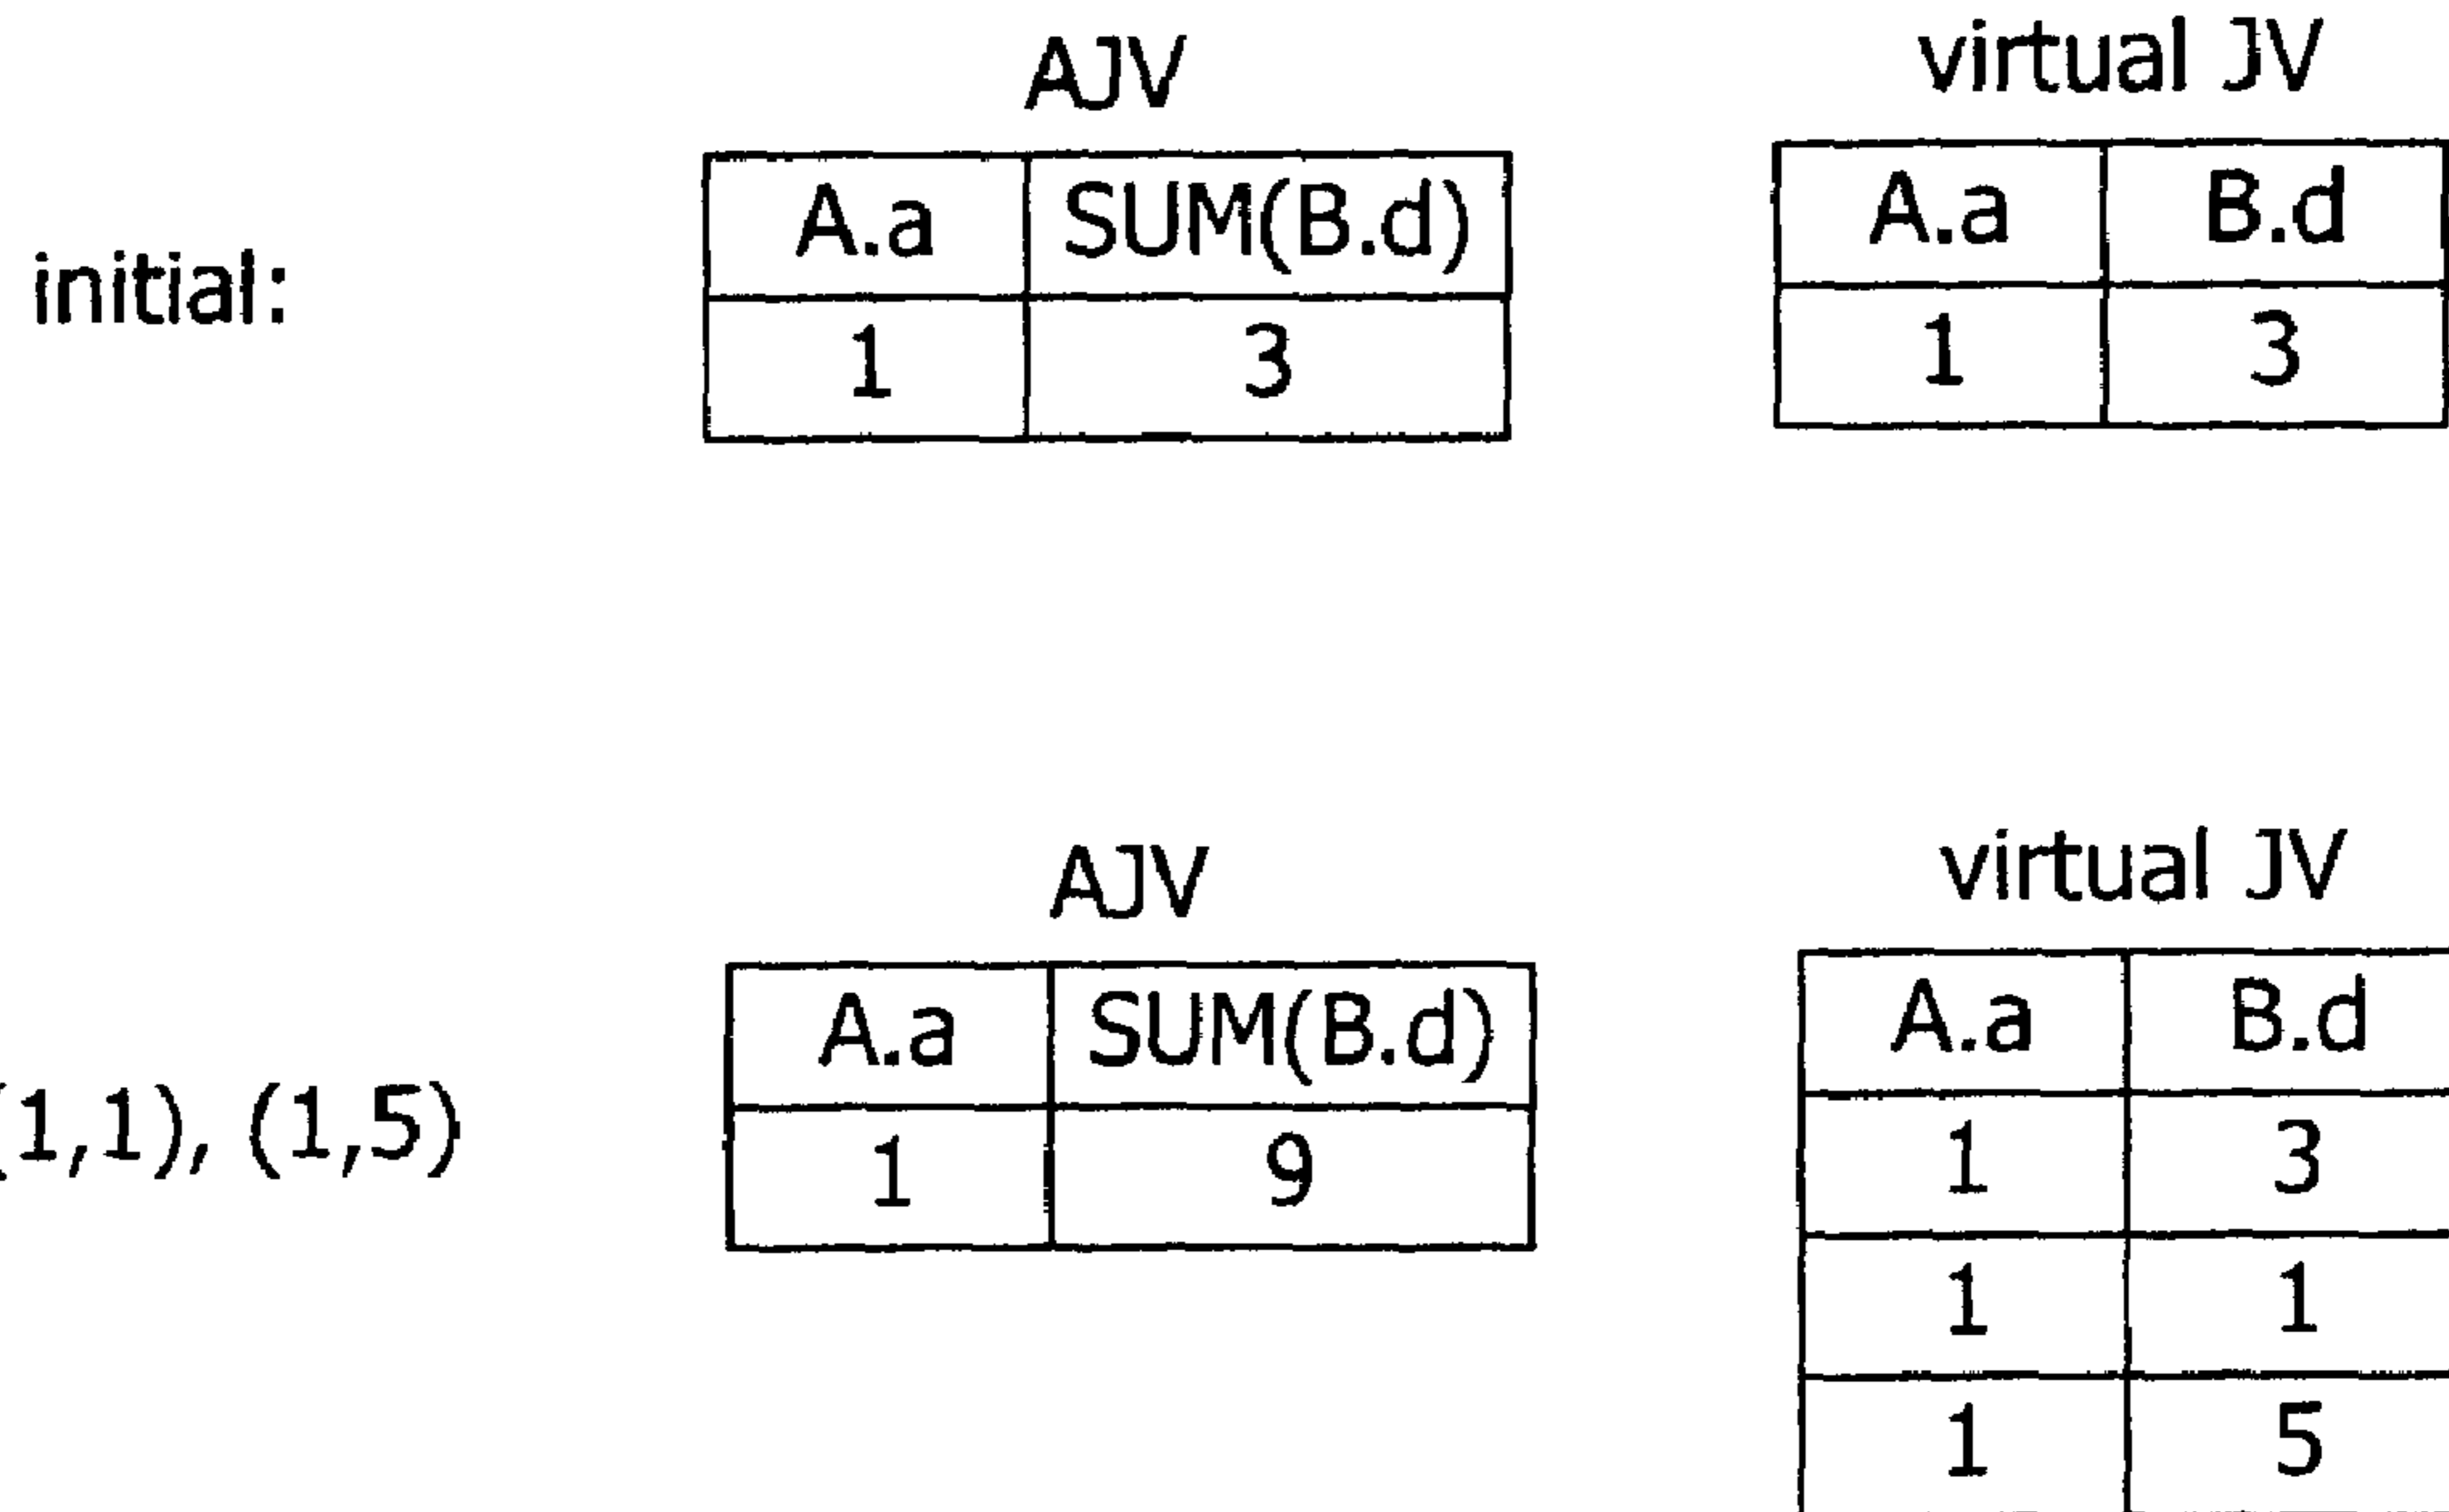 AJV virtual JV
A.a SUM(B.d) A.a B.d
initial:
1 3 1 3
AJV virtual JV
A.a SUM(B.d) A.a B.d
(1,1), (1,5) 1 9 1 3
1 1
1 5